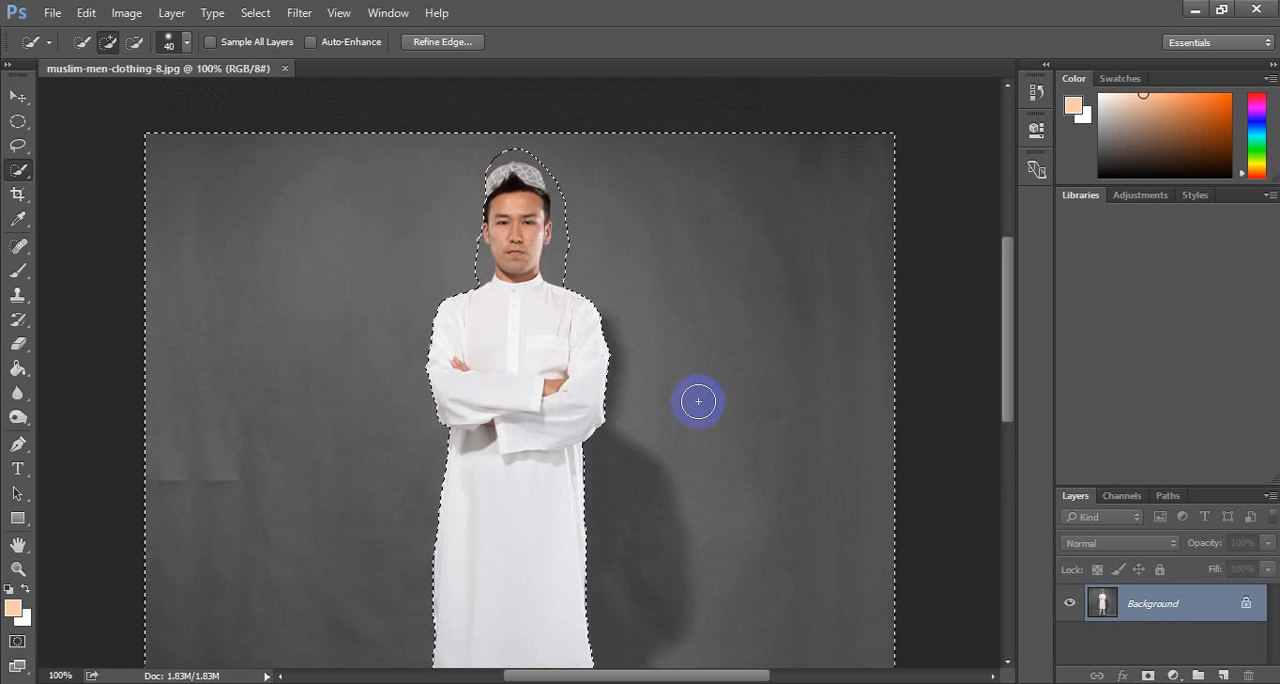 Ps File Edit Image Layer Type Select Filter View Window Help
40 Sample All Layers Auto-Enhance Refine Edge... Essentials
muslim-men-clothing-8.jpg @ 100% (RGB/8#) ×
Color Swatches
Libraries Adjustments Styles
Layers Channels Paths
Kind T
Normal Opacity: 100%
Lock: Fill: 100%
Background
T
100% Doc: 1.83M/1.83M
fx